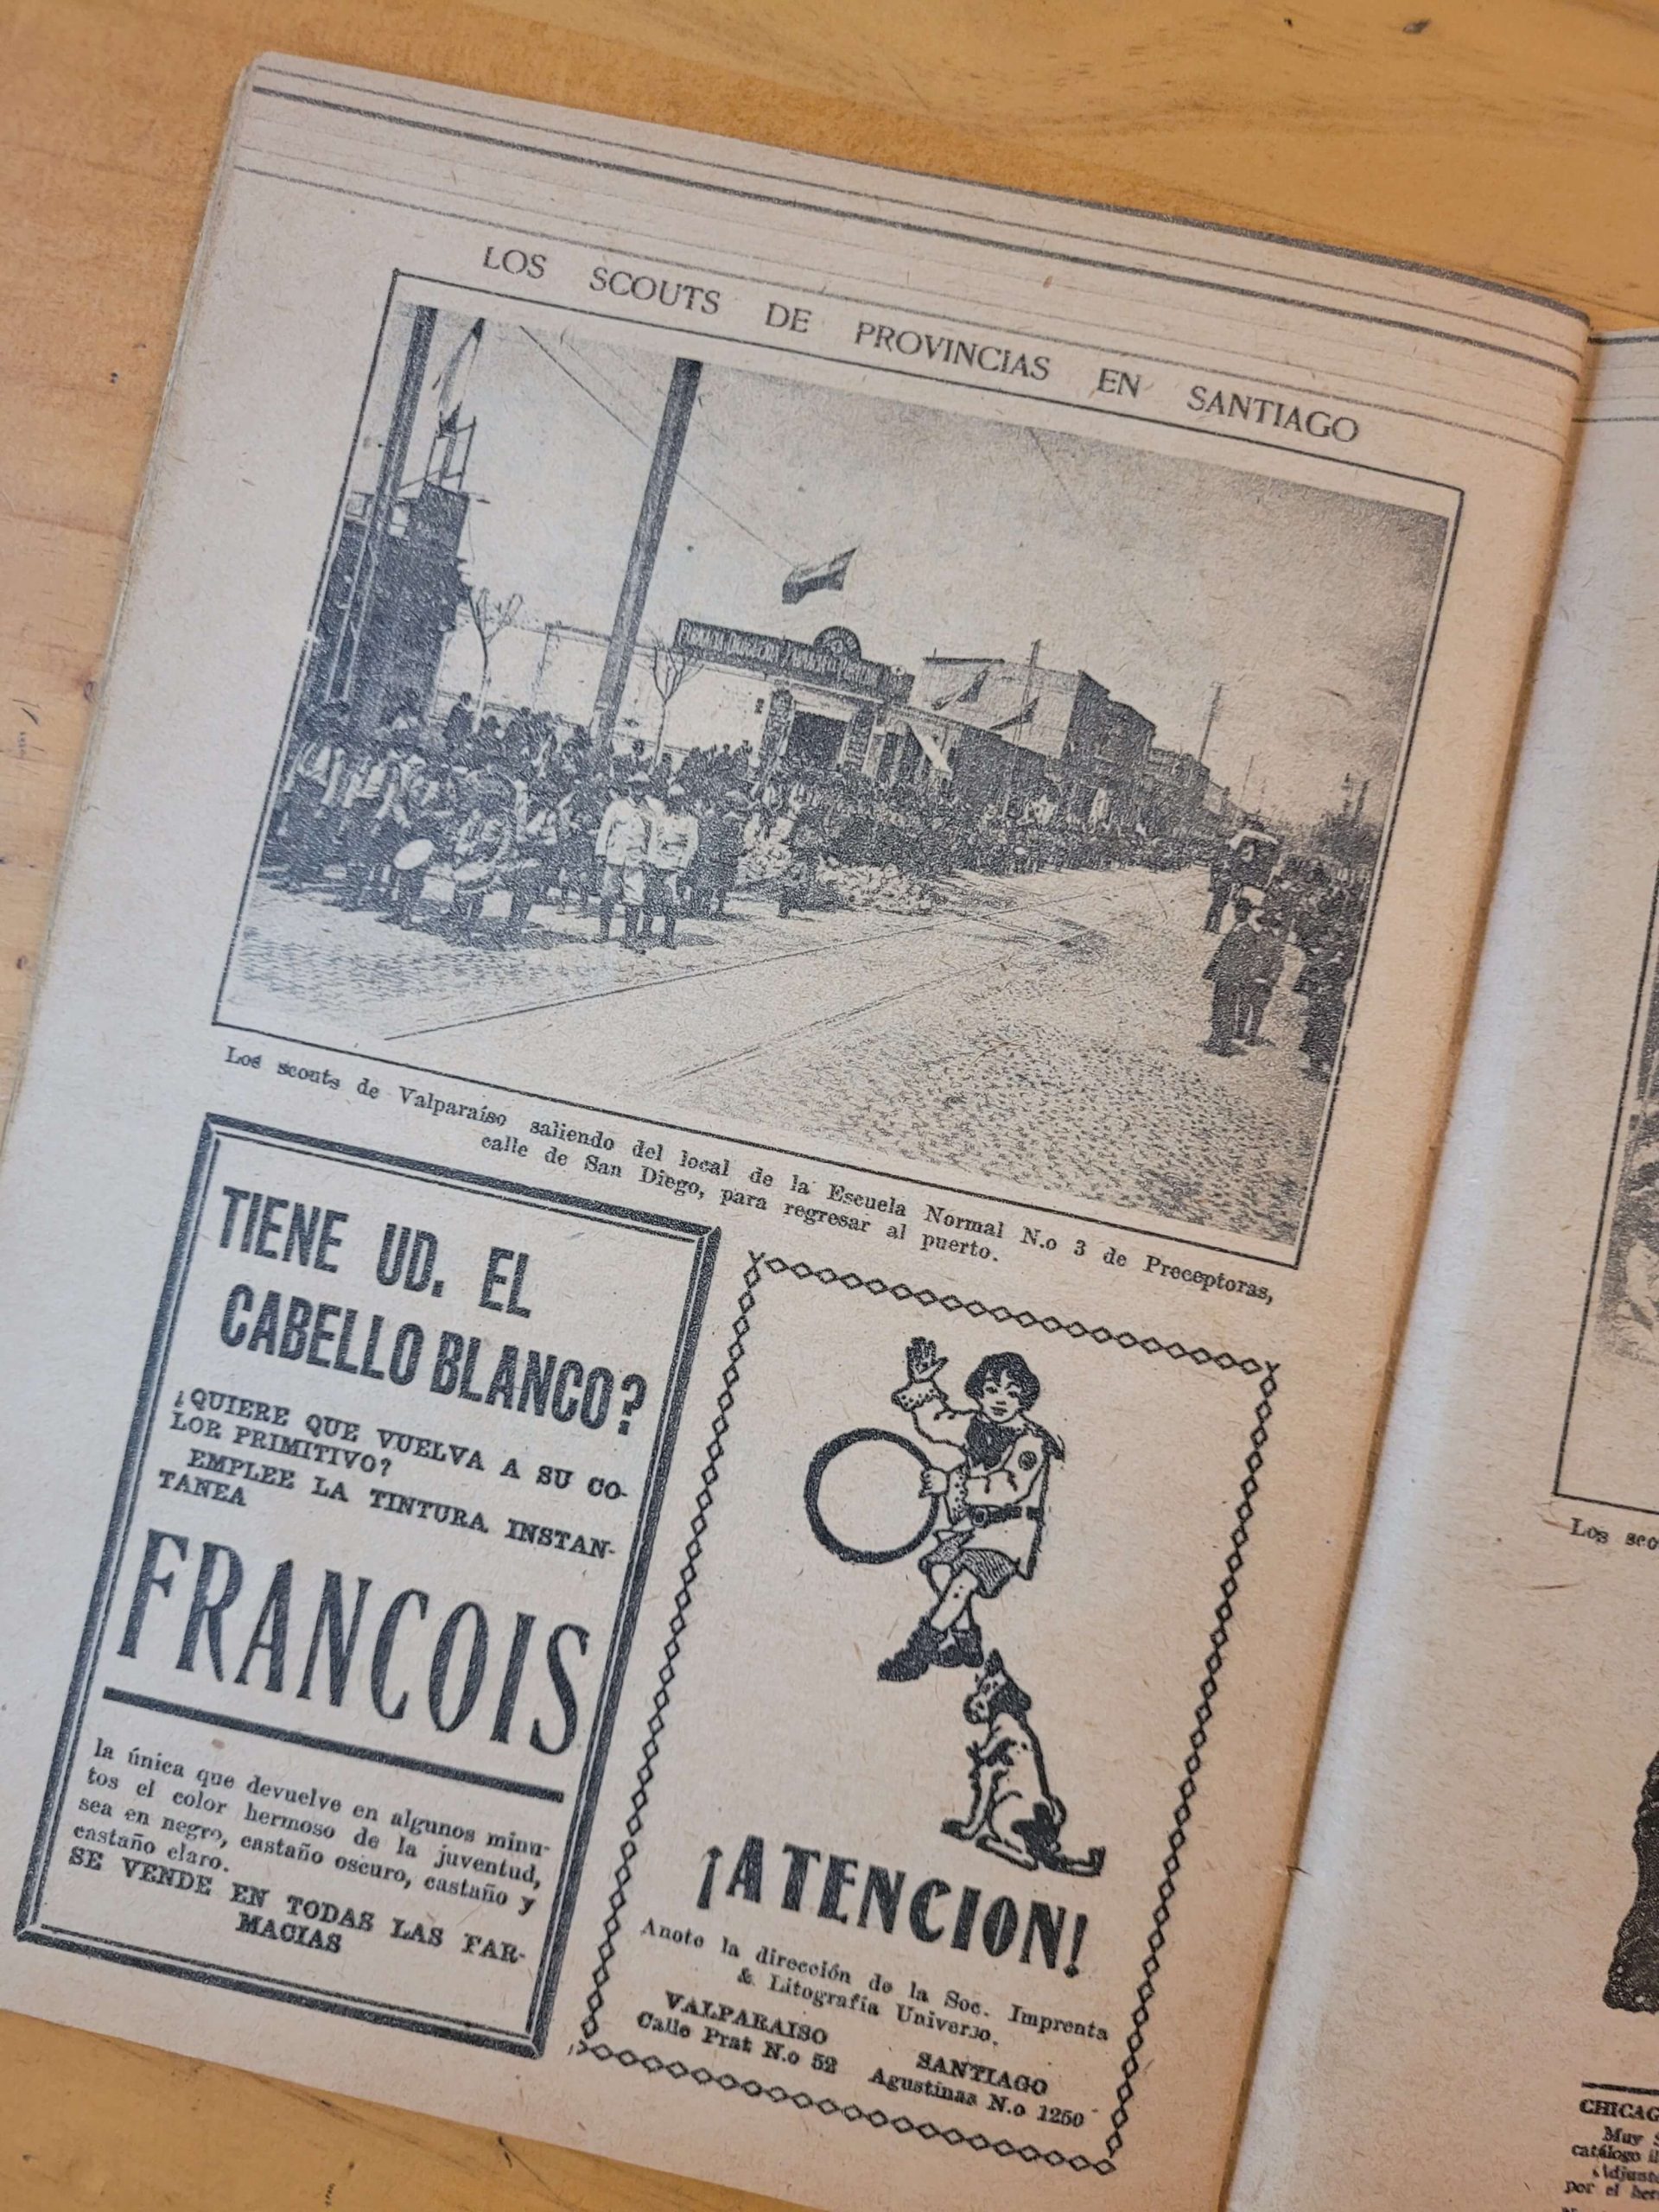 LOS SCOUTS DE PROVINCIAS EN SANTIAGO
Los scouts de Valparaíso saliendo del local de la Escuela Normal N.o 3 de Preceptoras,
calle de San Diego, para regresar al puerto.
TIENE UD. EL
CABELLO BLANCO?
¿QUIERE QUE VUELVA A SU CO-
LOR PRIMITIVO?
EMPLEE LA TINTURA INSTAN-
TANEA
FRANCOIS
la única que devuelve en algunos minu-
tos el color hermoso de la juventud,
sea en negro, castaño oscuro, castaño y
castaño claro.
SE VENDE EN TODAS LAS FAR-
MACIAS
¡ATENCION!
Anote la dirección de la Soc. Imprenta
& Litografía Universo.
VALPARAISO
Calle Prat N.o 52
SANTIAGO
Agustinas N.o 1250
Los
CHICAG
Muy
catálogo
por el